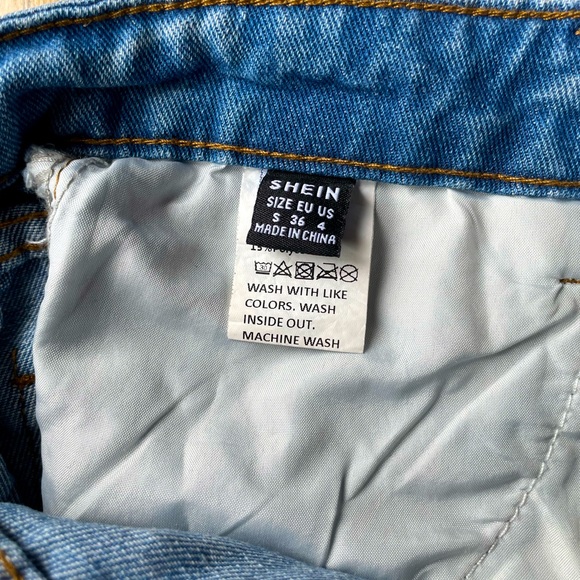 SHEIN
SIZE EU US
S 36 4
MADE IN CHINA
WASH WITH LIKE
COLORS. WASH
INSIDE OUT.
MACHINE WASH